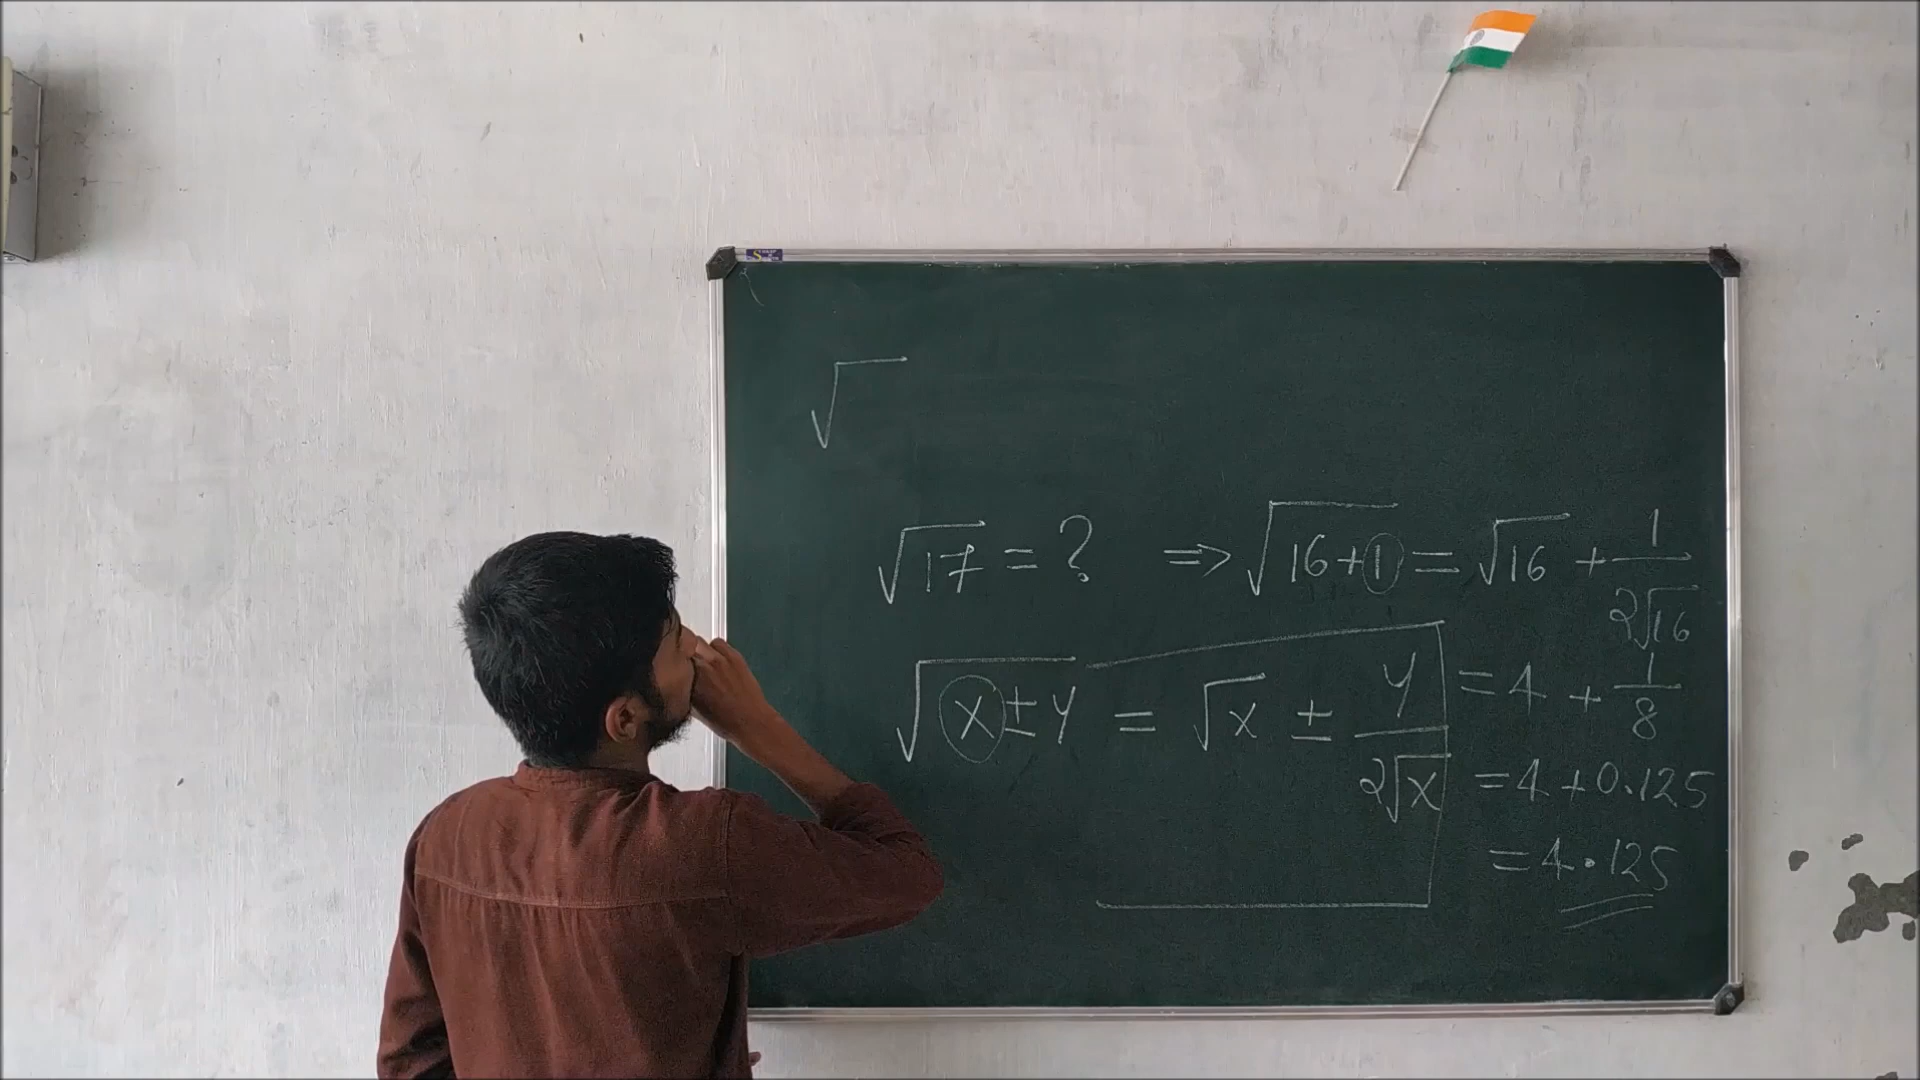 √
√17 = ? ⇒ √16+1 = √16 + 1/2√16
√x±y = √x ± y/2√x
= 4 + 1/8
= 4 + 0.125
= 4.125